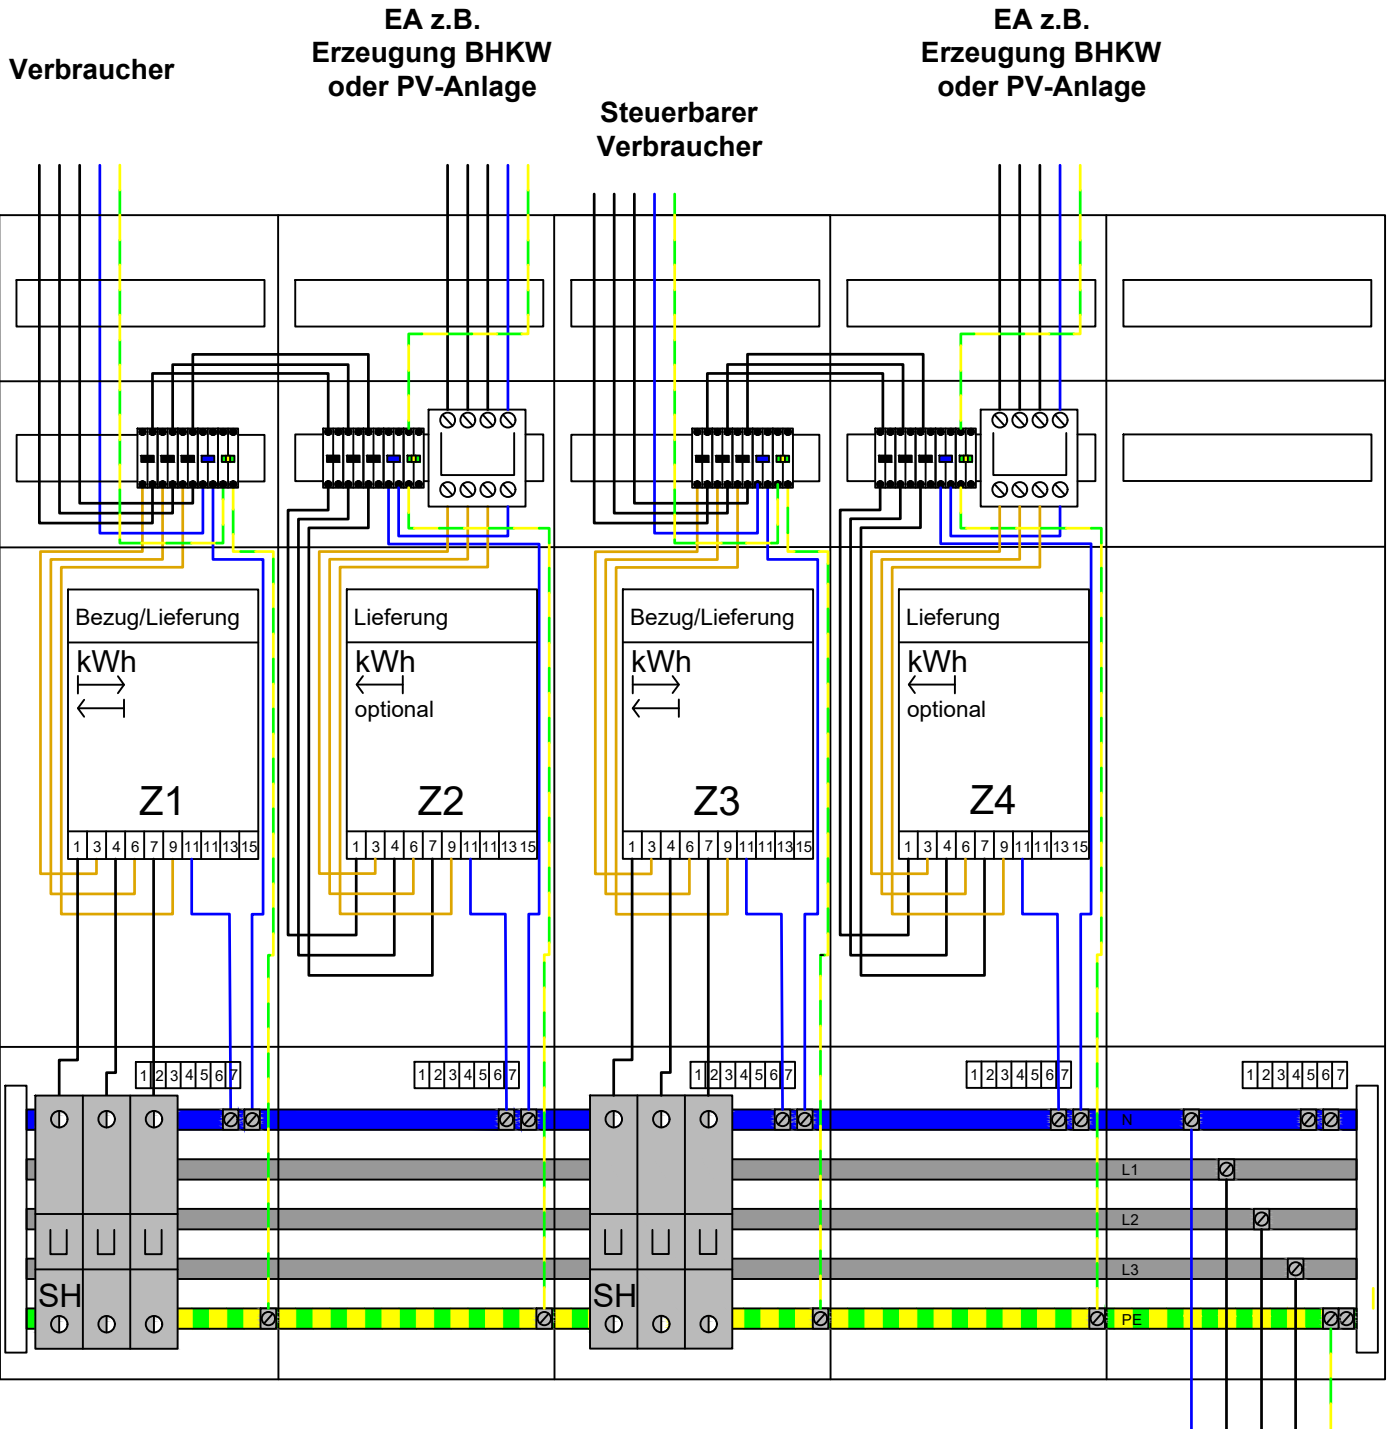 EA z.B.
Erzeugung BHKW
oder PV-Anlage
EA z.B.
Erzeugung BHKW
oder PV-Anlage
Verbraucher
Steuerbarer
Verbraucher
Bezug/Lieferung
kWh
Z1
1 3 4 6 7 9 11 11 13 15
Lieferung
kWh
optional
Z2
1 3 4 6 7 9 11 11 13 15
Bezug/Lieferung
kWh
Z3
1 3 4 6 7 9 11 11 13 15
Lieferung
kWh
optional
Z4
1 3 4 6 7 9 11 11 13 15
1 2 3 4 5 6 7
1 2 3 4 5 6 7
1 2 3 4 5 6 7
1 2 3 4 5 6 7
1 2 3 4 5 6 7
N
L1
L2
L3
SH
SH
PE